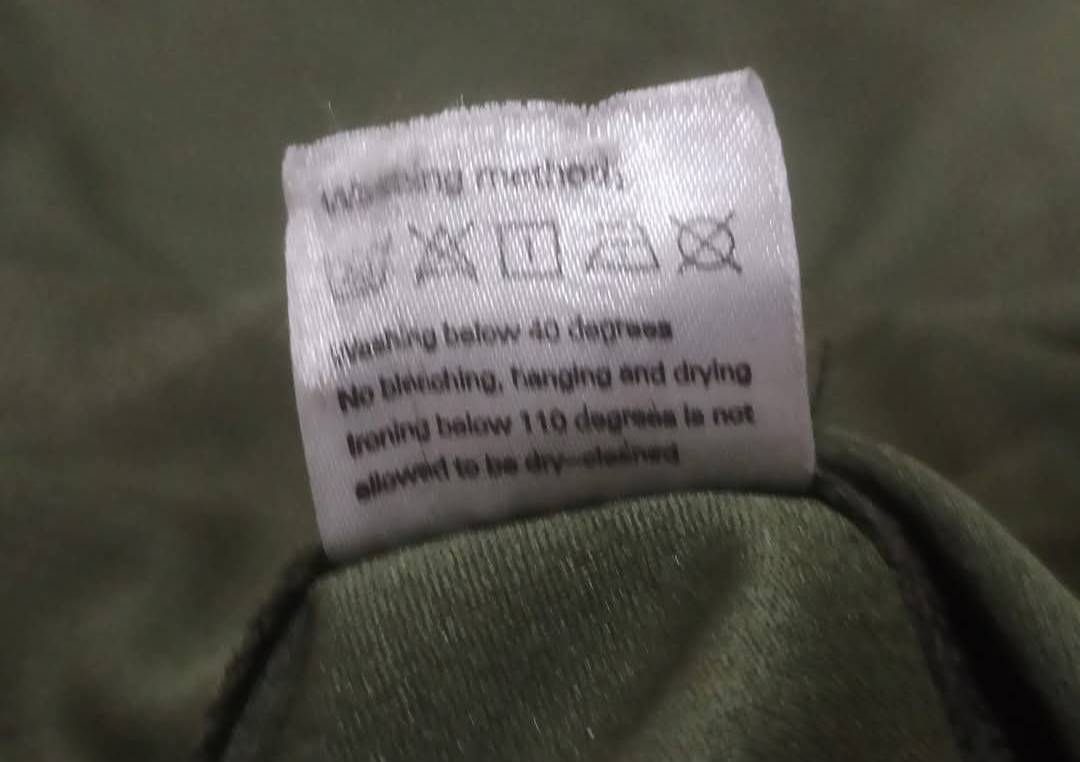 Washing method:
Washing below 40 degrees
No bleaching, hanging and drying
Ironing below 110 degrees is not
allowed to be dry-cleained